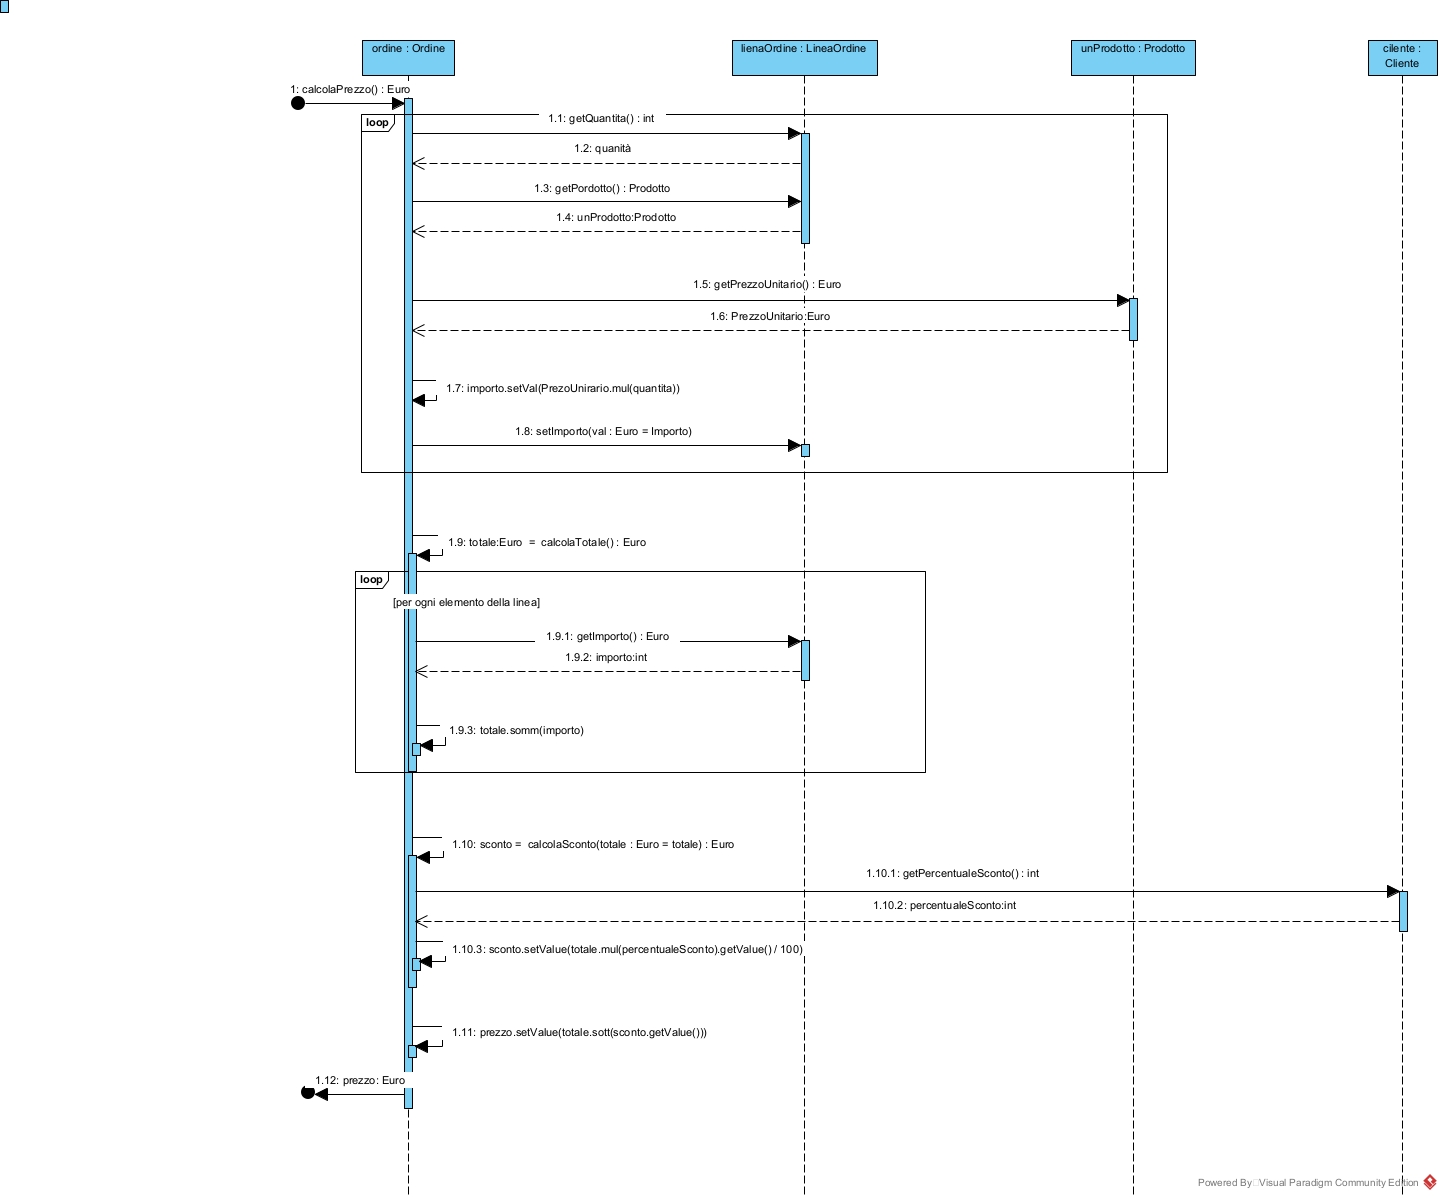 ordine : Ordine
lienaOrdine : LineaOrdine
unProdotto : Prodotto
cilente :
Cliente
1: calcolaPrezzo() : Euro
loop
1.1: getQuantita() : int
1.2: quanità
1.3: getPordotto() : Prodotto
1.4: unProdotto:Prodotto
1.5: getPrezzoUnitario() : Euro
1.6: PrezzoUnitario:Euro
1.7: importo.setVal(PrezoUnirario.mul(quantita))
1.8: setImporto(val : Euro = Importo)
1.9: totale:Euro = calcolaTotale() : Euro
loop
[per ogni elemento della linea]
1.9.1: getImporto() : Euro
1.9.2: importo:int
1.9.3: totale.somm(importo)
1.10: sconto = calcolaSconto(totale : Euro = totale) : Euro
1.10.1: getPercentualeSconto() : int
1.10.2: percentualeSconto:int
1.10.3: sconto.setValue(totale.mul(percentualeSconto).getValue() / 100)
1.11: prezzo.setValue(totale.sott(sconto.getValue()))
1.12: prezzo: Euro
Powered By Visual Paradigm Community Edition